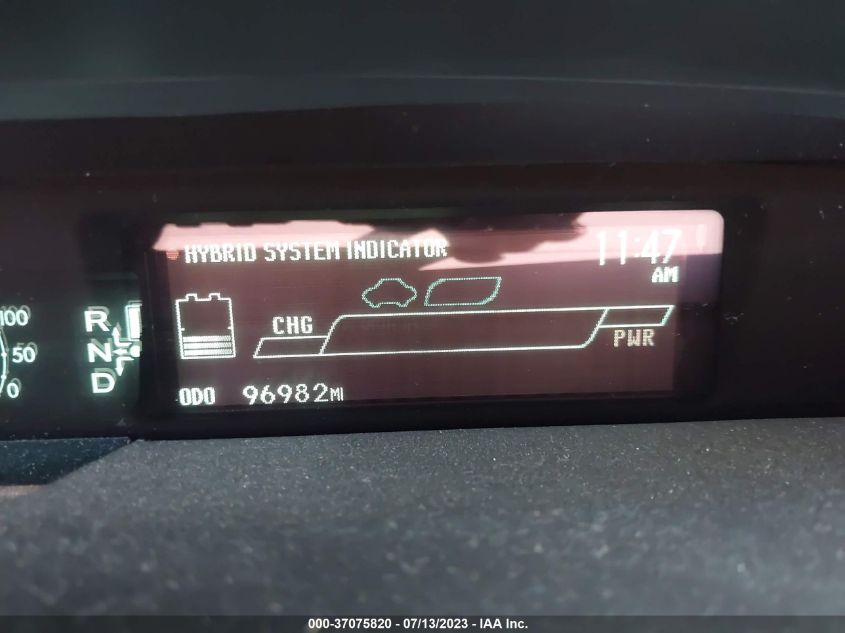 HYBRID SYSTEM INDICATOR
11:47
AM
100
50
0
R
N
D
CHG
PWR
ODO 96982MI
000-37075820 - 07/13/2023 - IAA Inc.